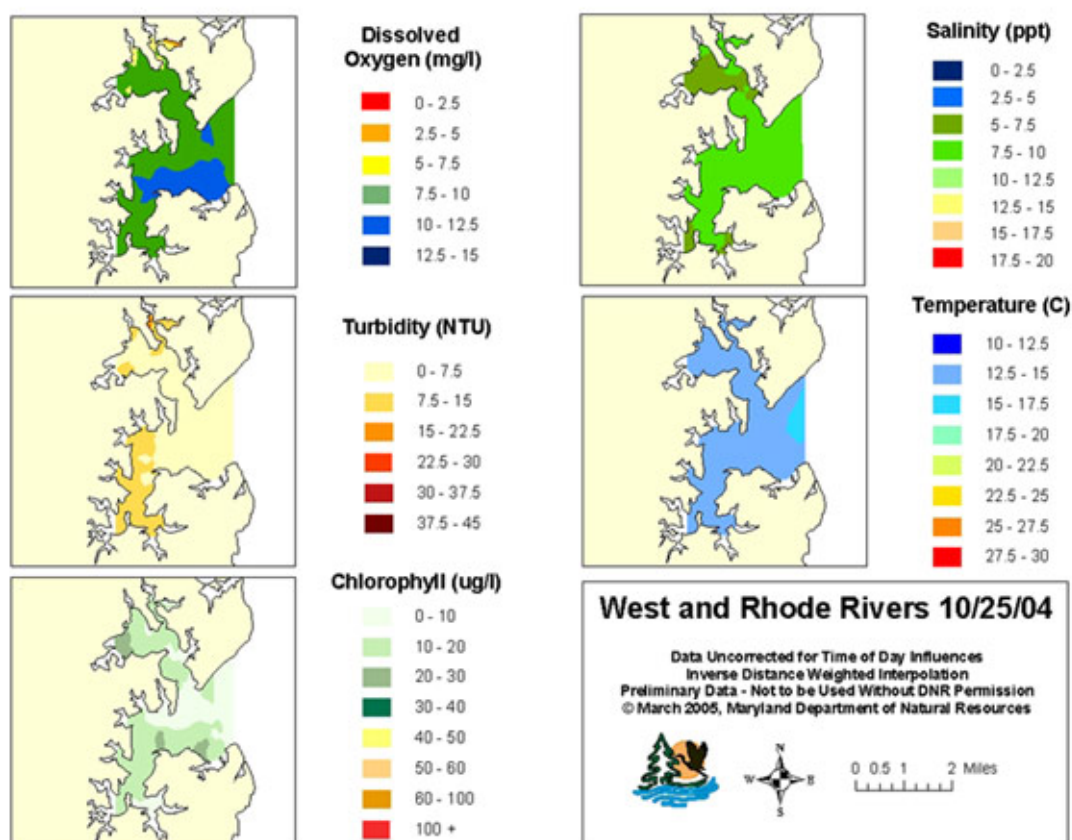 Dissolved
Oxygen (mg/l)
0 - 2.5
2.5 - 5
5 - 7.5
7.5 - 10
10 - 12.5
12.5 - 15
Salinity (ppt)
0 - 2.5
2.5 - 5
5 - 7.5
7.5 - 10
10 - 12.5
12.5 - 15
15 - 17.5
17.5 - 20
Turbidity (NTU)
0 - 7.5
7.5 - 15
15 - 22.5
22.5 - 30
30 - 37.5
37.5 - 45
Temperature (C)
10 - 12.5
12.5 - 15
15 - 17.5
17.5 - 20
20 - 22.5
22.5 - 25
25 - 27.5
27.5 - 30
Chlorophyll (ug/l)
0 - 10
10 - 20
20 - 30
30 - 40
40 - 50
50 - 60
60 - 100
100 +
West and Rhode Rivers 10/25/04
Data Uncorrected for Time of Day Influences
Inverse Distance Weighted Interpolation
Preliminary Data - Not to be Used Without DNR Permission
© March 2005, Maryland Department of Natural Resources
N
W E
S
0 0.5 1 2 Miles